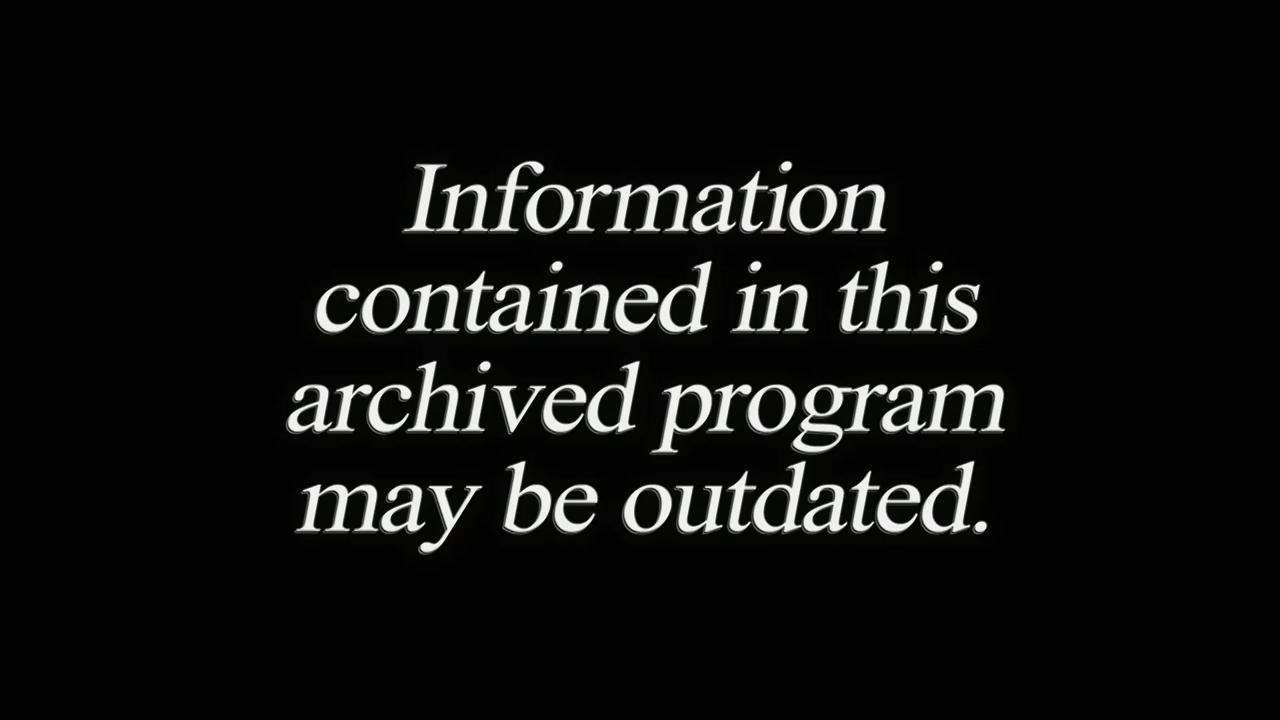 Information
contained in this
archived program
may be outdated.